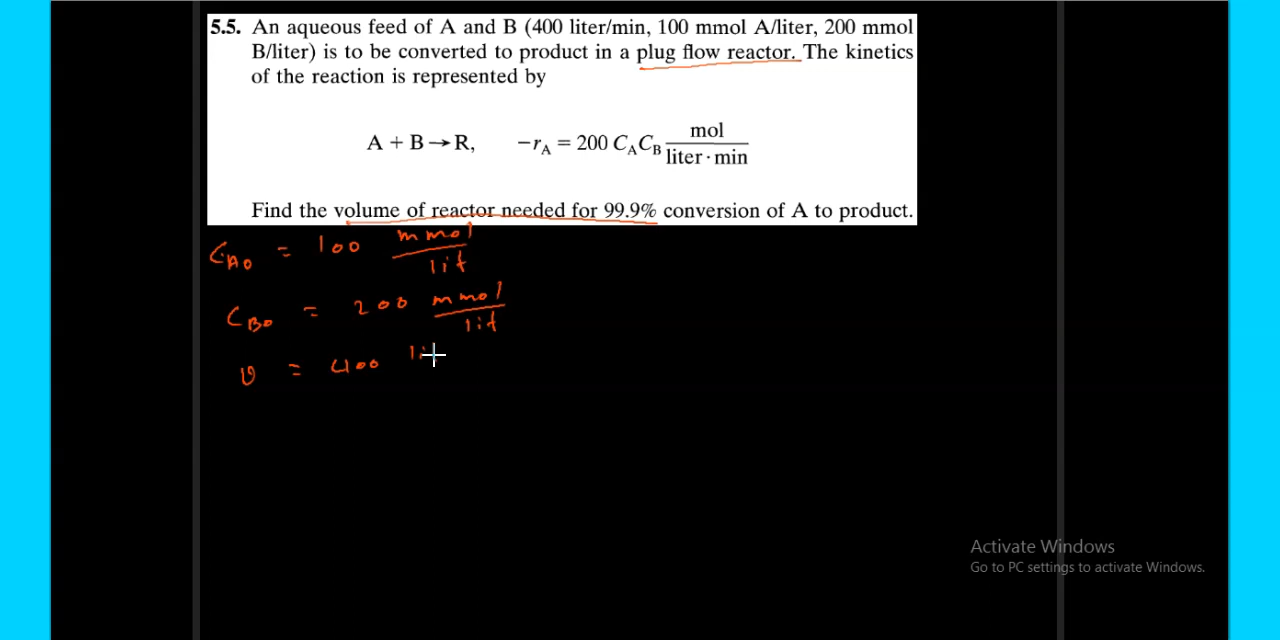 5.5. An aqueous feed of A and B (400 liter/min, 100 mmol A/liter, 200 mmol
B/liter) is to be converted to product in a plug flow reactor. The kinetics
of the reaction is represented by
A + B → R, −rA = 200 CACB mol/liter · min
Find the volume of reactor needed for 99.9% conversion of A to product.
CA0 = 100 mmol/lit
CB0 = 200 mmol/lit
v = 400 li
Activate Windows
Go to PC settings to activate Windows.